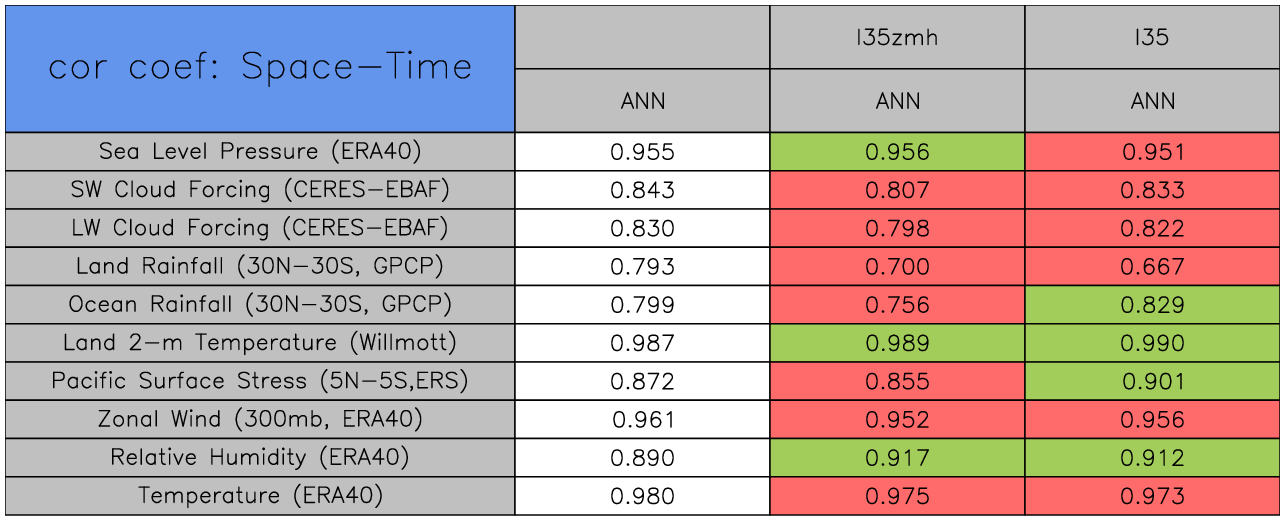 cor coef: Space-Time
I35zmh I35
ANN ANN ANN
Sea Level Pressure (ERA40) 0.955 0.956 0.951
SW Cloud Forcing (CERES-EBAF) 0.843 0.807 0.833
LW Cloud Forcing (CERES-EBAF) 0.830 0.798 0.822
Land Rainfall (30N-30S, GPCP) 0.793 0.700 0.667
Ocean Rainfall (30N-30S, GPCP) 0.799 0.756 0.829
Land 2-m Temperature (Willmott) 0.987 0.989 0.990
Pacific Surface Stress (5N-5S,ERS) 0.872 0.855 0.901
Zonal Wind (300mb, ERA40) 0.961 0.952 0.956
Relative Humidity (ERA40) 0.890 0.917 0.912
Temperature (ERA40) 0.980 0.975 0.973